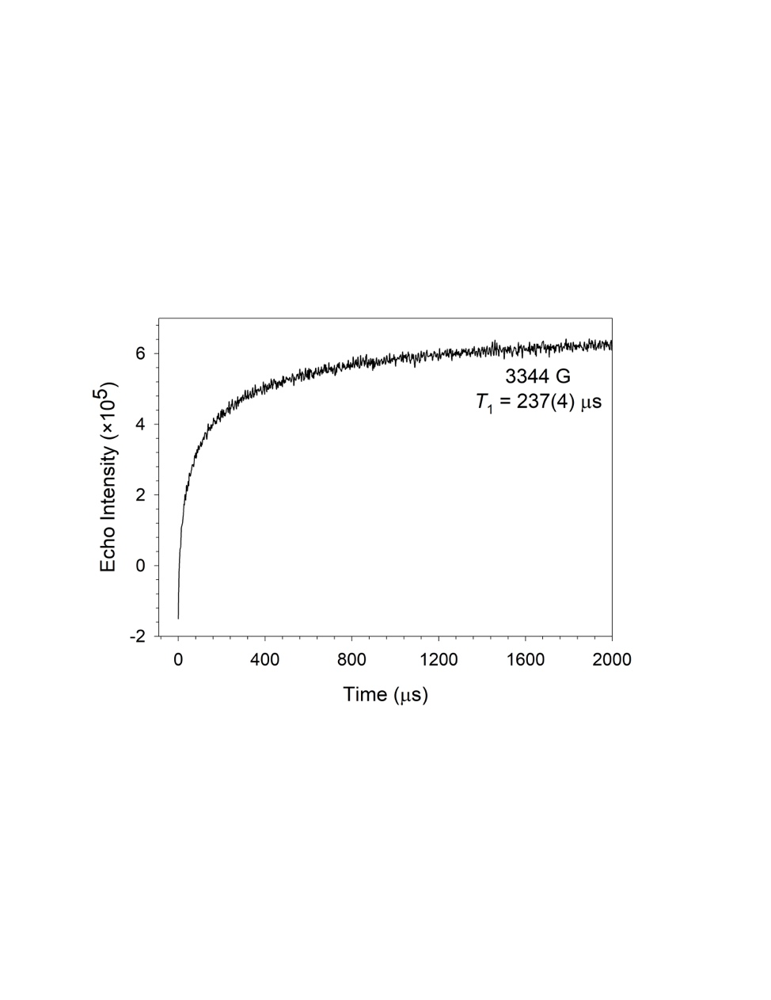 6
4
2
0
-2
Echo Intensity (×10⁵)
3344 G
T₁ = 237(4) μs
0 400 800 1200 1600 2000
Time (μs)